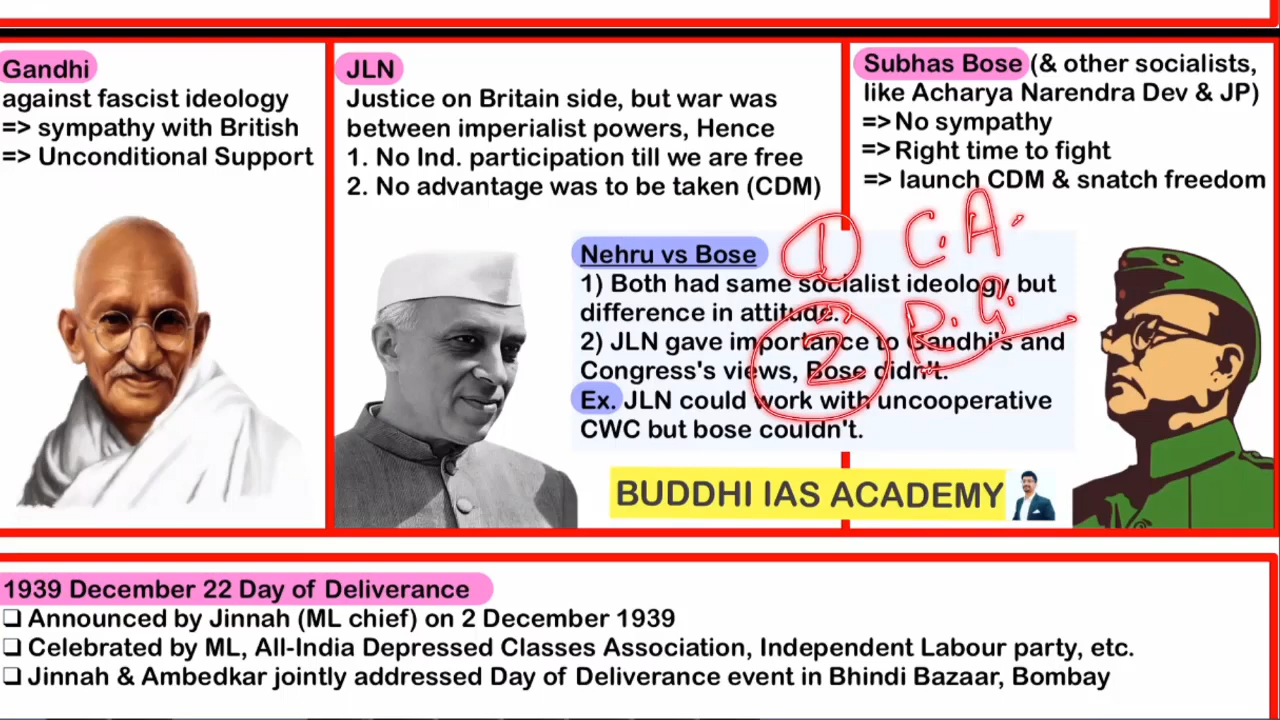 Gandhi
against fascist ideology
=> sympathy with British
=> Unconditional Support
JLN
Justice on Britain side, but war was
between imperialist powers, Hence
1. No Ind. participation till we are free
2. No advantage was to be taken (CDM)
Subhas Bose (& other socialists,
like Acharya Narendra Dev & JP)
=> No sympathy
=> Right time to fight
=> launch CDM & snatch freedom
1 C.A.
2 R.G.
Nehru vs Bose
1) Both had same socialist ideology but
difference in attitude.
2) JLN gave importance to Gandhi's and
Congress's views, Bose didn't.
Ex. JLN could work with uncooperative
CWC but bose couldn't.
BUDDHI IAS ACADEMY
1939 December 22 Day of Deliverance
❑ Announced by Jinnah (ML chief) on 2 December 1939
❑ Celebrated by ML, All-India Depressed Classes Association, Independent Labour party, etc.
❑ Jinnah & Ambedkar jointly addressed Day of Deliverance event in Bhindi Bazaar, Bombay